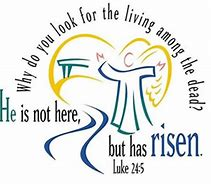 Why do you look for the living among the dead?
N C M S
He is not here,
but has risen.
Luke 24:5